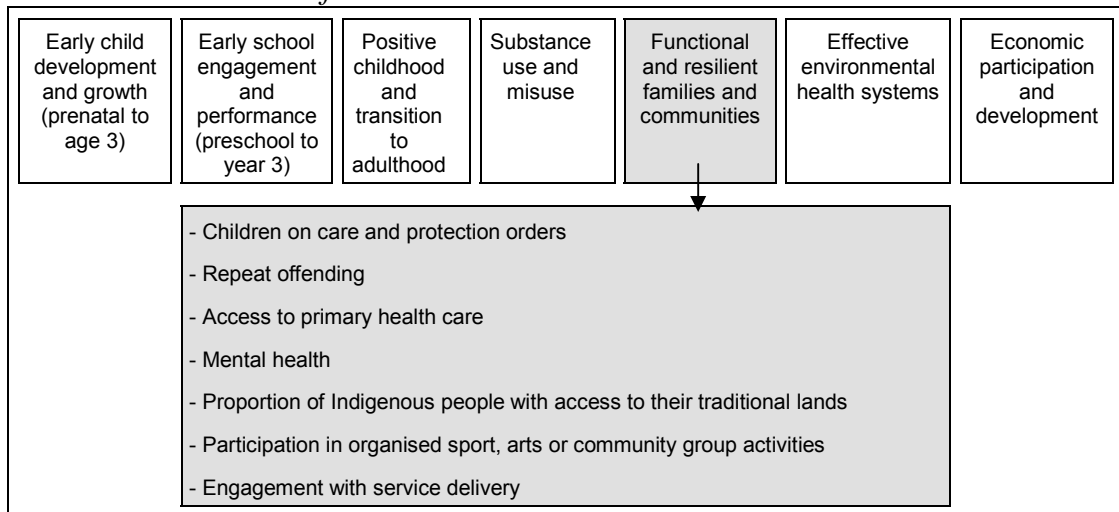 Early child
development
and growth
(prenatal to
age 3)
Early school
engagement
and
performance
(preschool to
year 3)
Positive
childhood
and
transition
to
adulthood
Substance
use and
misuse
Functional
and resilient
families and
communities
Effective
environmental
health systems
Economic
participation
and
development
- Children on care and protection orders
- Repeat offending
- Access to primary health care
- Mental health
- Proportion of Indigenous people with access to their traditional lands
- Participation in organised sport, arts or community group activities
- Engagement with service delivery